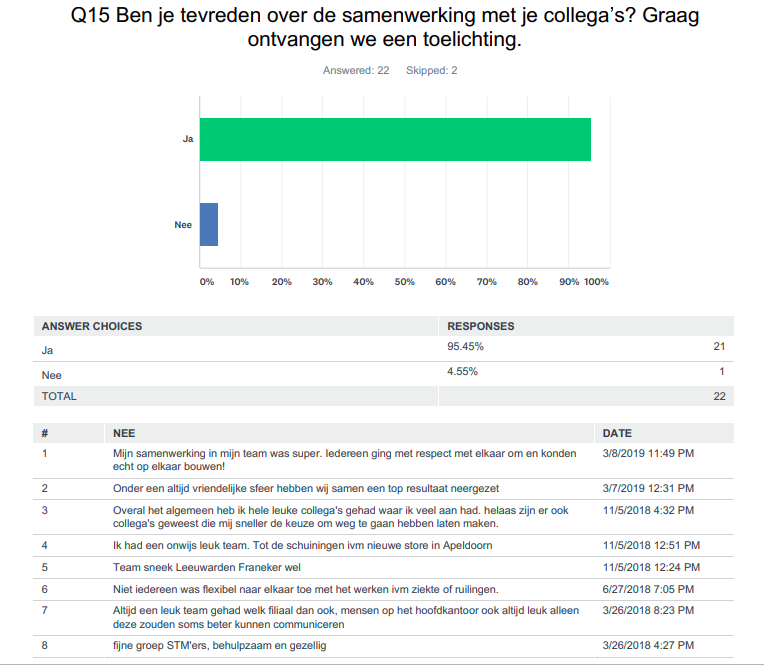 Q15 Ben je tevreden over de samenwerking met je collega's? Graag
ontvangen we een toelichting.
Answered: 22 Skipped: 2
Ja
Nee
0% 10% 20% 30% 40% 50% 60% 70% 80% 90% 100%
ANSWER CHOICES RESPONSES
Ja 95.45% 21
Nee 4.55% 1
TOTAL 22
# NEE DATE
1 Mijn samenwerking in mijn team was super. Iedereen ging met respect met elkaar om en konden 3/8/2019 11:49 PM
echt op elkaar bouwen!
2 Onder een altijd vriendelijke sfeer hebben wij samen een top resultaat neergezet 3/7/2019 12:31 PM
3 Overal het algemeen heb ik hele leuke collega's gehad waar ik veel aan had. helaas zijn er ook 11/5/2018 4:32 PM
collega's geweest die mij sneller de keuze om weg te gaan hebben laten maken.
4 Ik had een onwijs leuk team. Tot de schuiningen ivm nieuwe store in Apeldoorn 11/5/2018 12:51 PM
5 Team sneek Leeuwarden Franeker wel 11/5/2018 12:24 PM
6 Niet iedereen was flexibel naar elkaar toe met het werken ivm ziekte of ruilingen. 6/27/2018 7:05 PM
7 Altijd een leuk team gehad welk filiaal dan ook, mensen op het hoofdkantoor ook altijd leuk alleen 3/26/2018 8:23 PM
deze zouden soms beter kunnen communiceren
8 fijne groep STM'ers, behulpzaam en gezellig 3/26/2018 4:27 PM